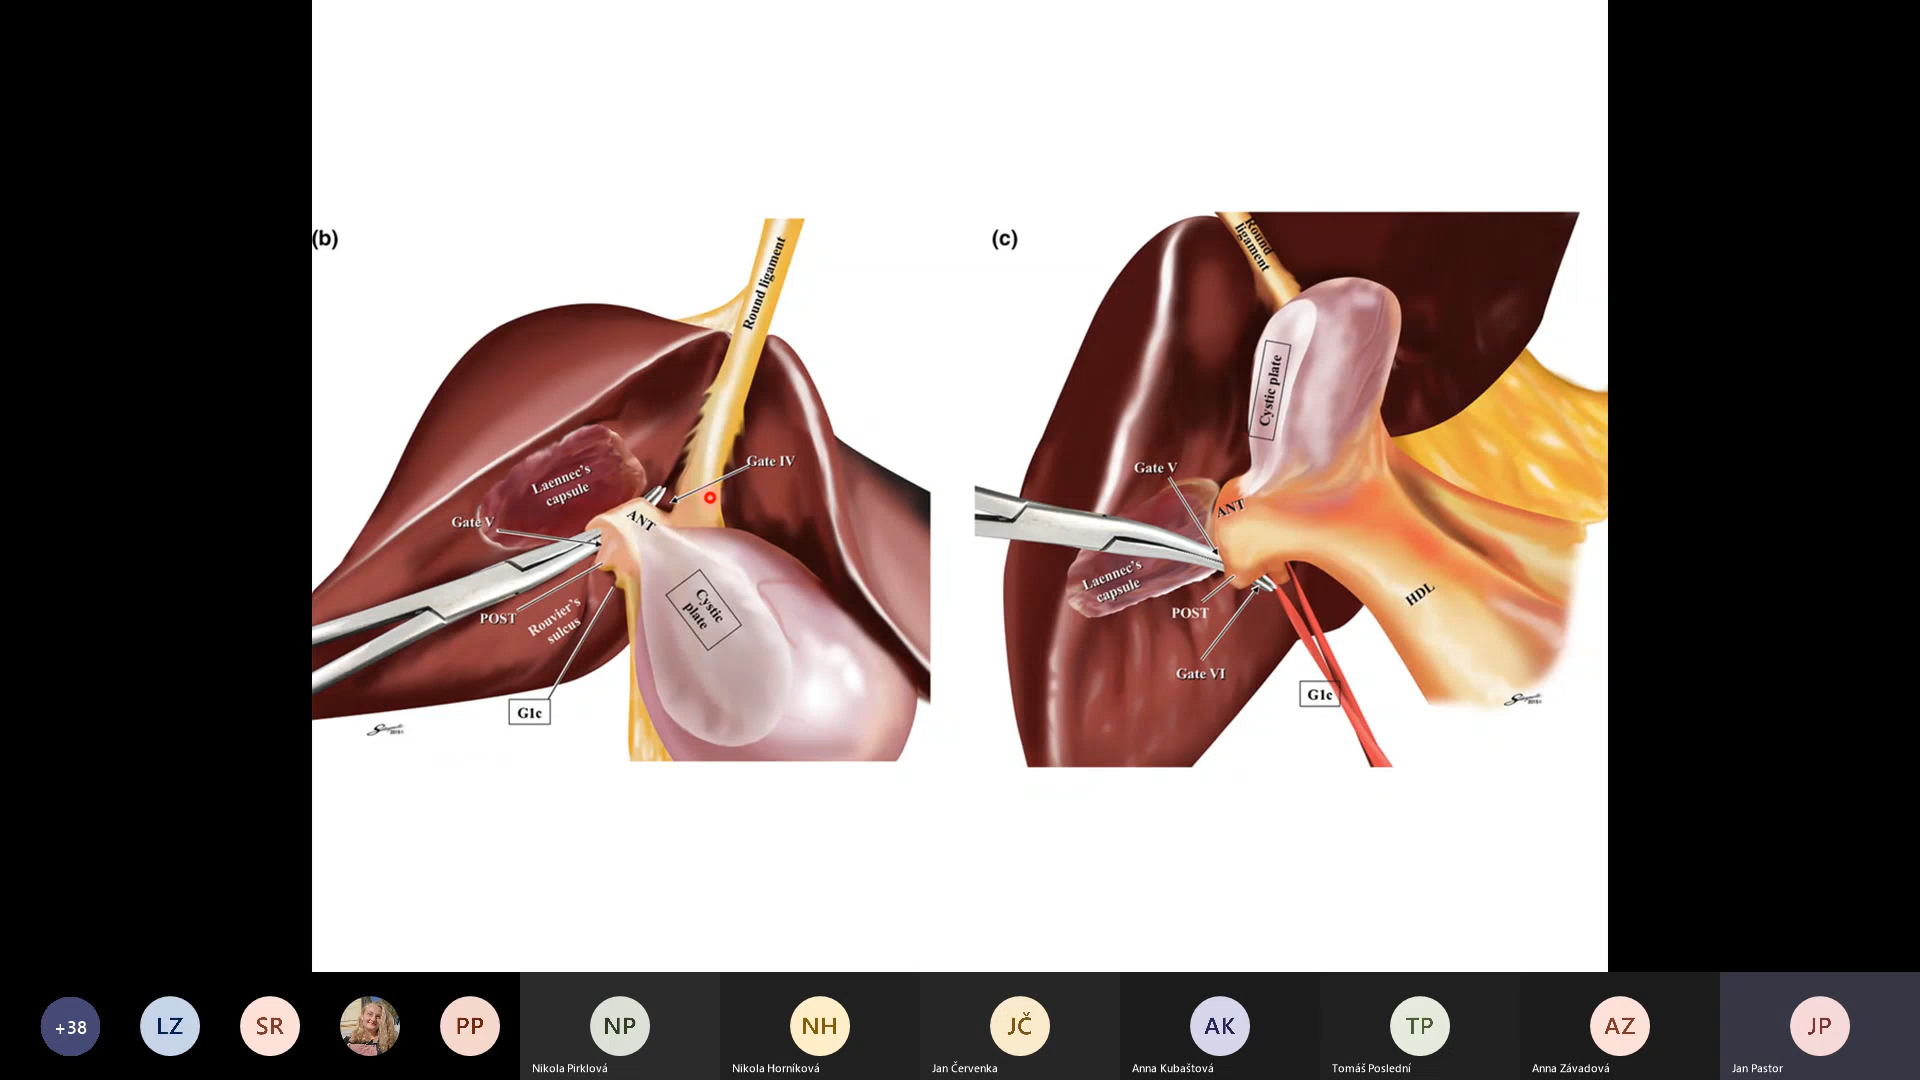 (b)
Round ligament
Laennec's
capsule
Gate IV
Gate V
ANT
POST
Rouvier's
sulcus
Cystic
plate
G1c
(c)
Round
ligament
Cystic plate
Gate V
ANT
Laennec's
capsule
POST
HDL
Gate VI
G1c
+38
LZ
SR
PP
NP
Nikola Pirklová
NH
Nikola Horníková
JČ
Jan Červenka
AK
Anna Kubaštová
TP
Tomáš Poslední
AZ
Anna Závadová
JP
Jan Pastor